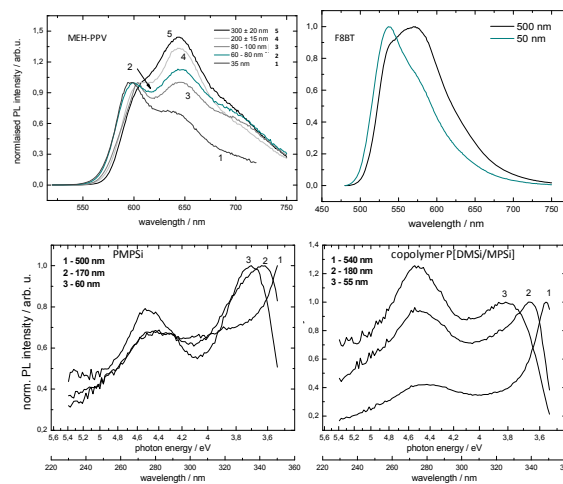 MEH-PPV
5
300 ± 20 nm 5
200 ± 15 nm 4
80 - 100 nm 3
60 - 80 nm 2
35 nm 1
2
4
3
1
1,5
1,2
0,9
0,6
0,3
0,0
normlaised PL intensity / arb.u.
550 600 650 700 750
wavelength / nm
F8BT
500 nm
50 nm
1,0
0,8
0,6
0,4
0,2
0,0
450 500 550 600 650 700 750
wavelength / nm
PMPSi
1 - 500 nm
2 - 170 nm
3 - 60 nm
3 2 1
1,0
0,8
0,6
0,4
0,2
norm. PL intensity / arb. u.
5,6 5,4 5,2 5 4,8 4,6 4,4 4,2 4 3,8 3,6
photon energy / eV
220 240 260 280 300 320 340 360
wavelength / nm
copolymer P[DMSi/MPSi]
1 - 540 nm
2 - 180 nm
3 - 55 nm
3 2 1
1,4
1,2
1,0
0,8
0,6
0,4
0,2
5,6 5,4 5,2 5 4,8 4,6 4,4 4,2 4 3,8 3,6
photon energy / eV
220 240 260 280 300 320 340 360
wavelength / nm